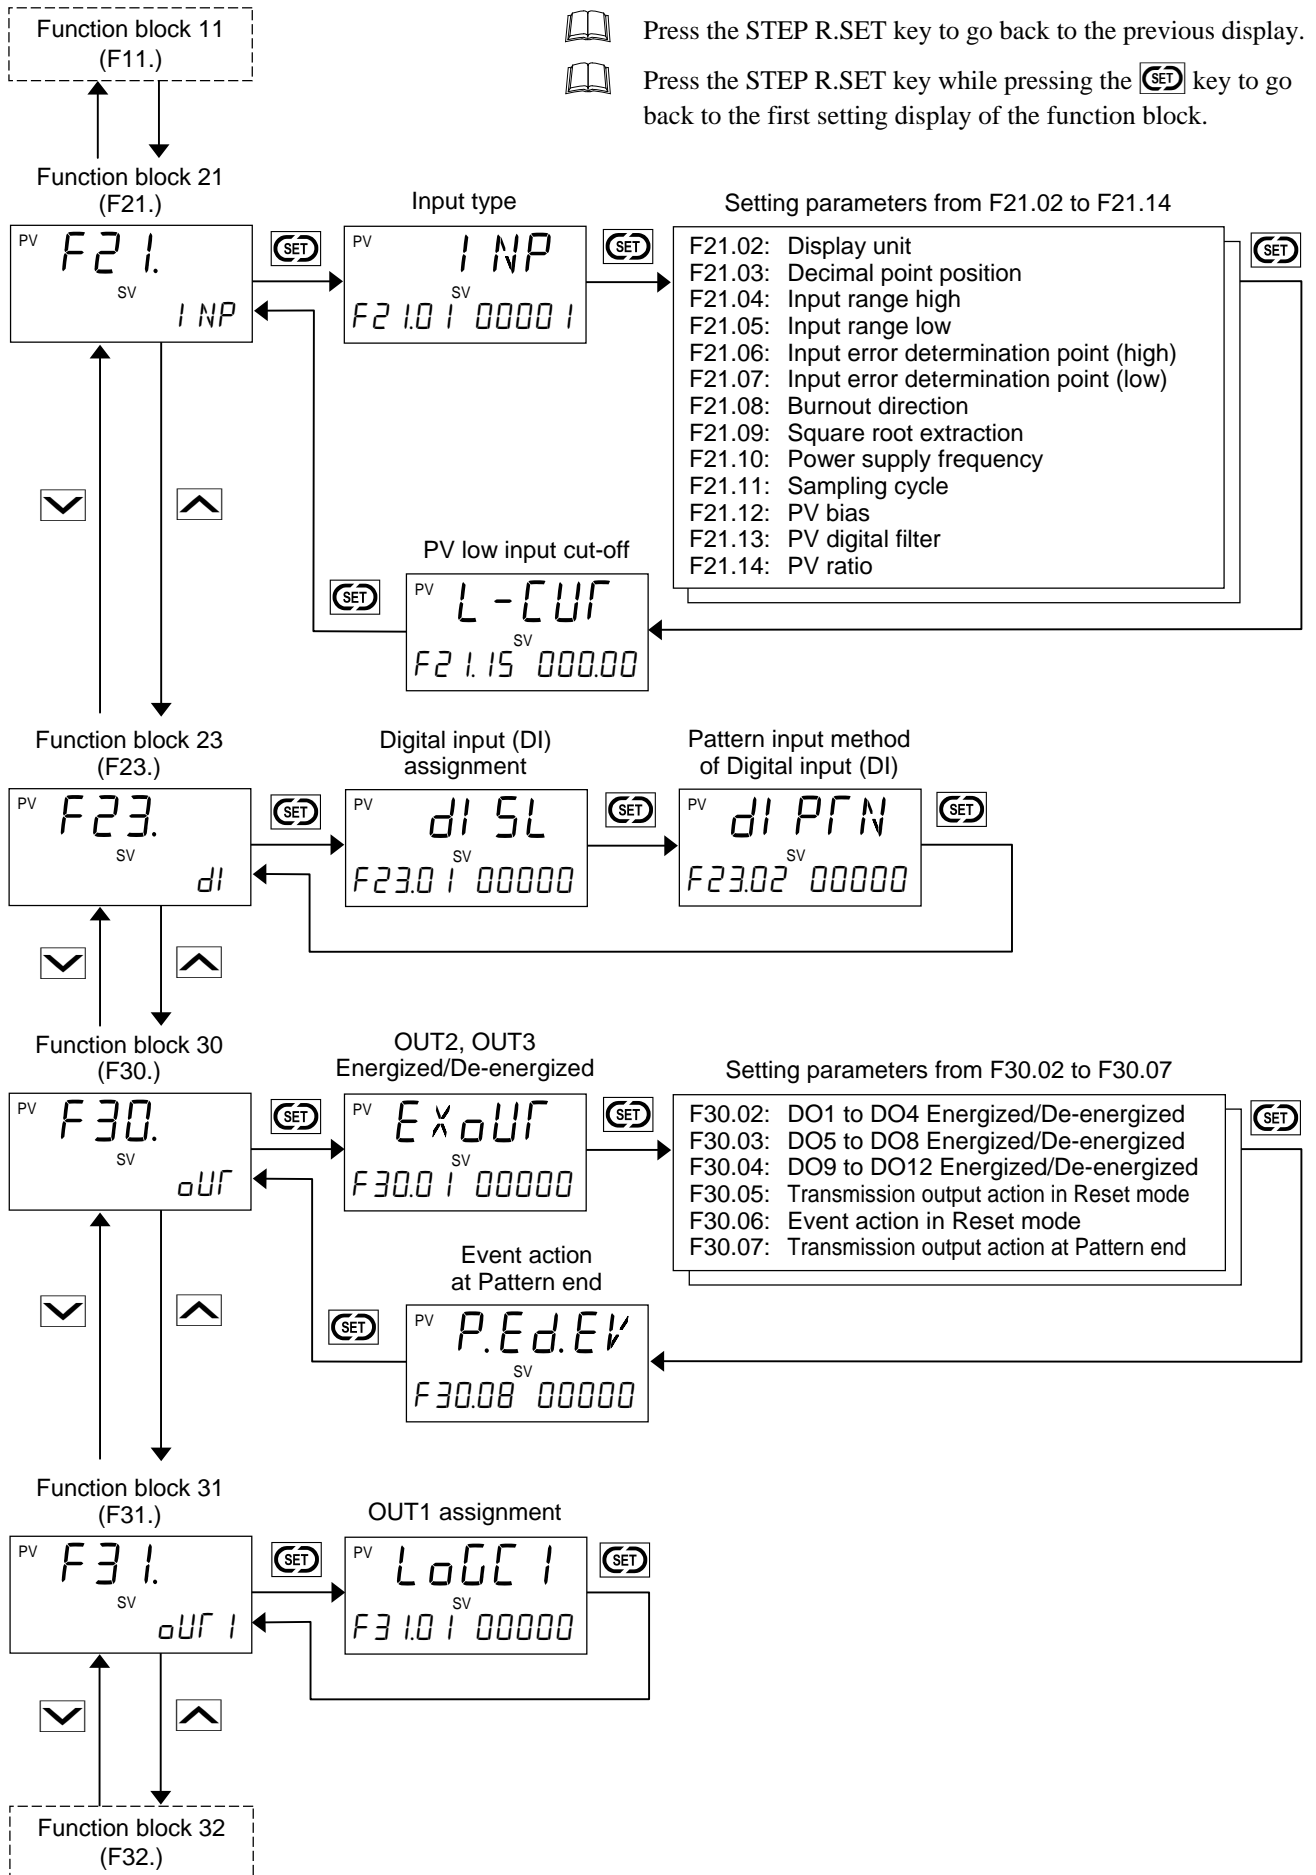 Function block 11
(F11.)
Press the STEP R.SET key to go back to the previous display.
Press the STEP R.SET key while pressing the SET key to go
back to the first setting display of the function block.
Function block 21
(F21.)
PV F21.
SV
INP
SET
Input type
PV INP
SV
F21.01 00001
SET
Setting parameters from F21.02 to F21.14
F21.02: Display unit
F21.03: Decimal point position
F21.04: Input range high
F21.05: Input range low
F21.06: Input error determination point (high)
F21.07: Input error determination point (low)
F21.08: Burnout direction
F21.09: Square root extraction
F21.10: Power supply frequency
F21.11: Sampling cycle
F21.12: PV bias
F21.13: PV digital filter
F21.14: PV ratio
SET
PV low input cut-off
SET
PV L-CUT
SV
F21.15 000.00
Function block 23
(F23.)
PV F23.
SV
dI
SET
Digital input (DI)
assignment
PV dI SL
SV
F23.01 00000
SET
Pattern input method
of Digital input (DI)
PV dI PTN
SV
F23.02 00000
SET
Function block 30
(F30.)
PV F30.
SV
oUT
SET
OUT2, OUT3
Energized/De-energized
PV EXoUT
SV
F30.01 00000
SET
Setting parameters from F30.02 to F30.07
F30.02: DO1 to DO4 Energized/De-energized
F30.03: DO5 to DO8 Energized/De-energized
F30.04: DO9 to DO12 Energized/De-energized
F30.05: Transmission output action in Reset mode
F30.06: Event action in Reset mode
F30.07: Transmission output action at Pattern end
SET
Event action
at Pattern end
SET
PV P.Ed.EV
SV
F30.08 00000
Function block 31
(F31.)
PV F31.
SV
oUT1
SET
OUT1 assignment
PV LoGC1
SV
F31.01 00000
SET
Function block 32
(F32.)